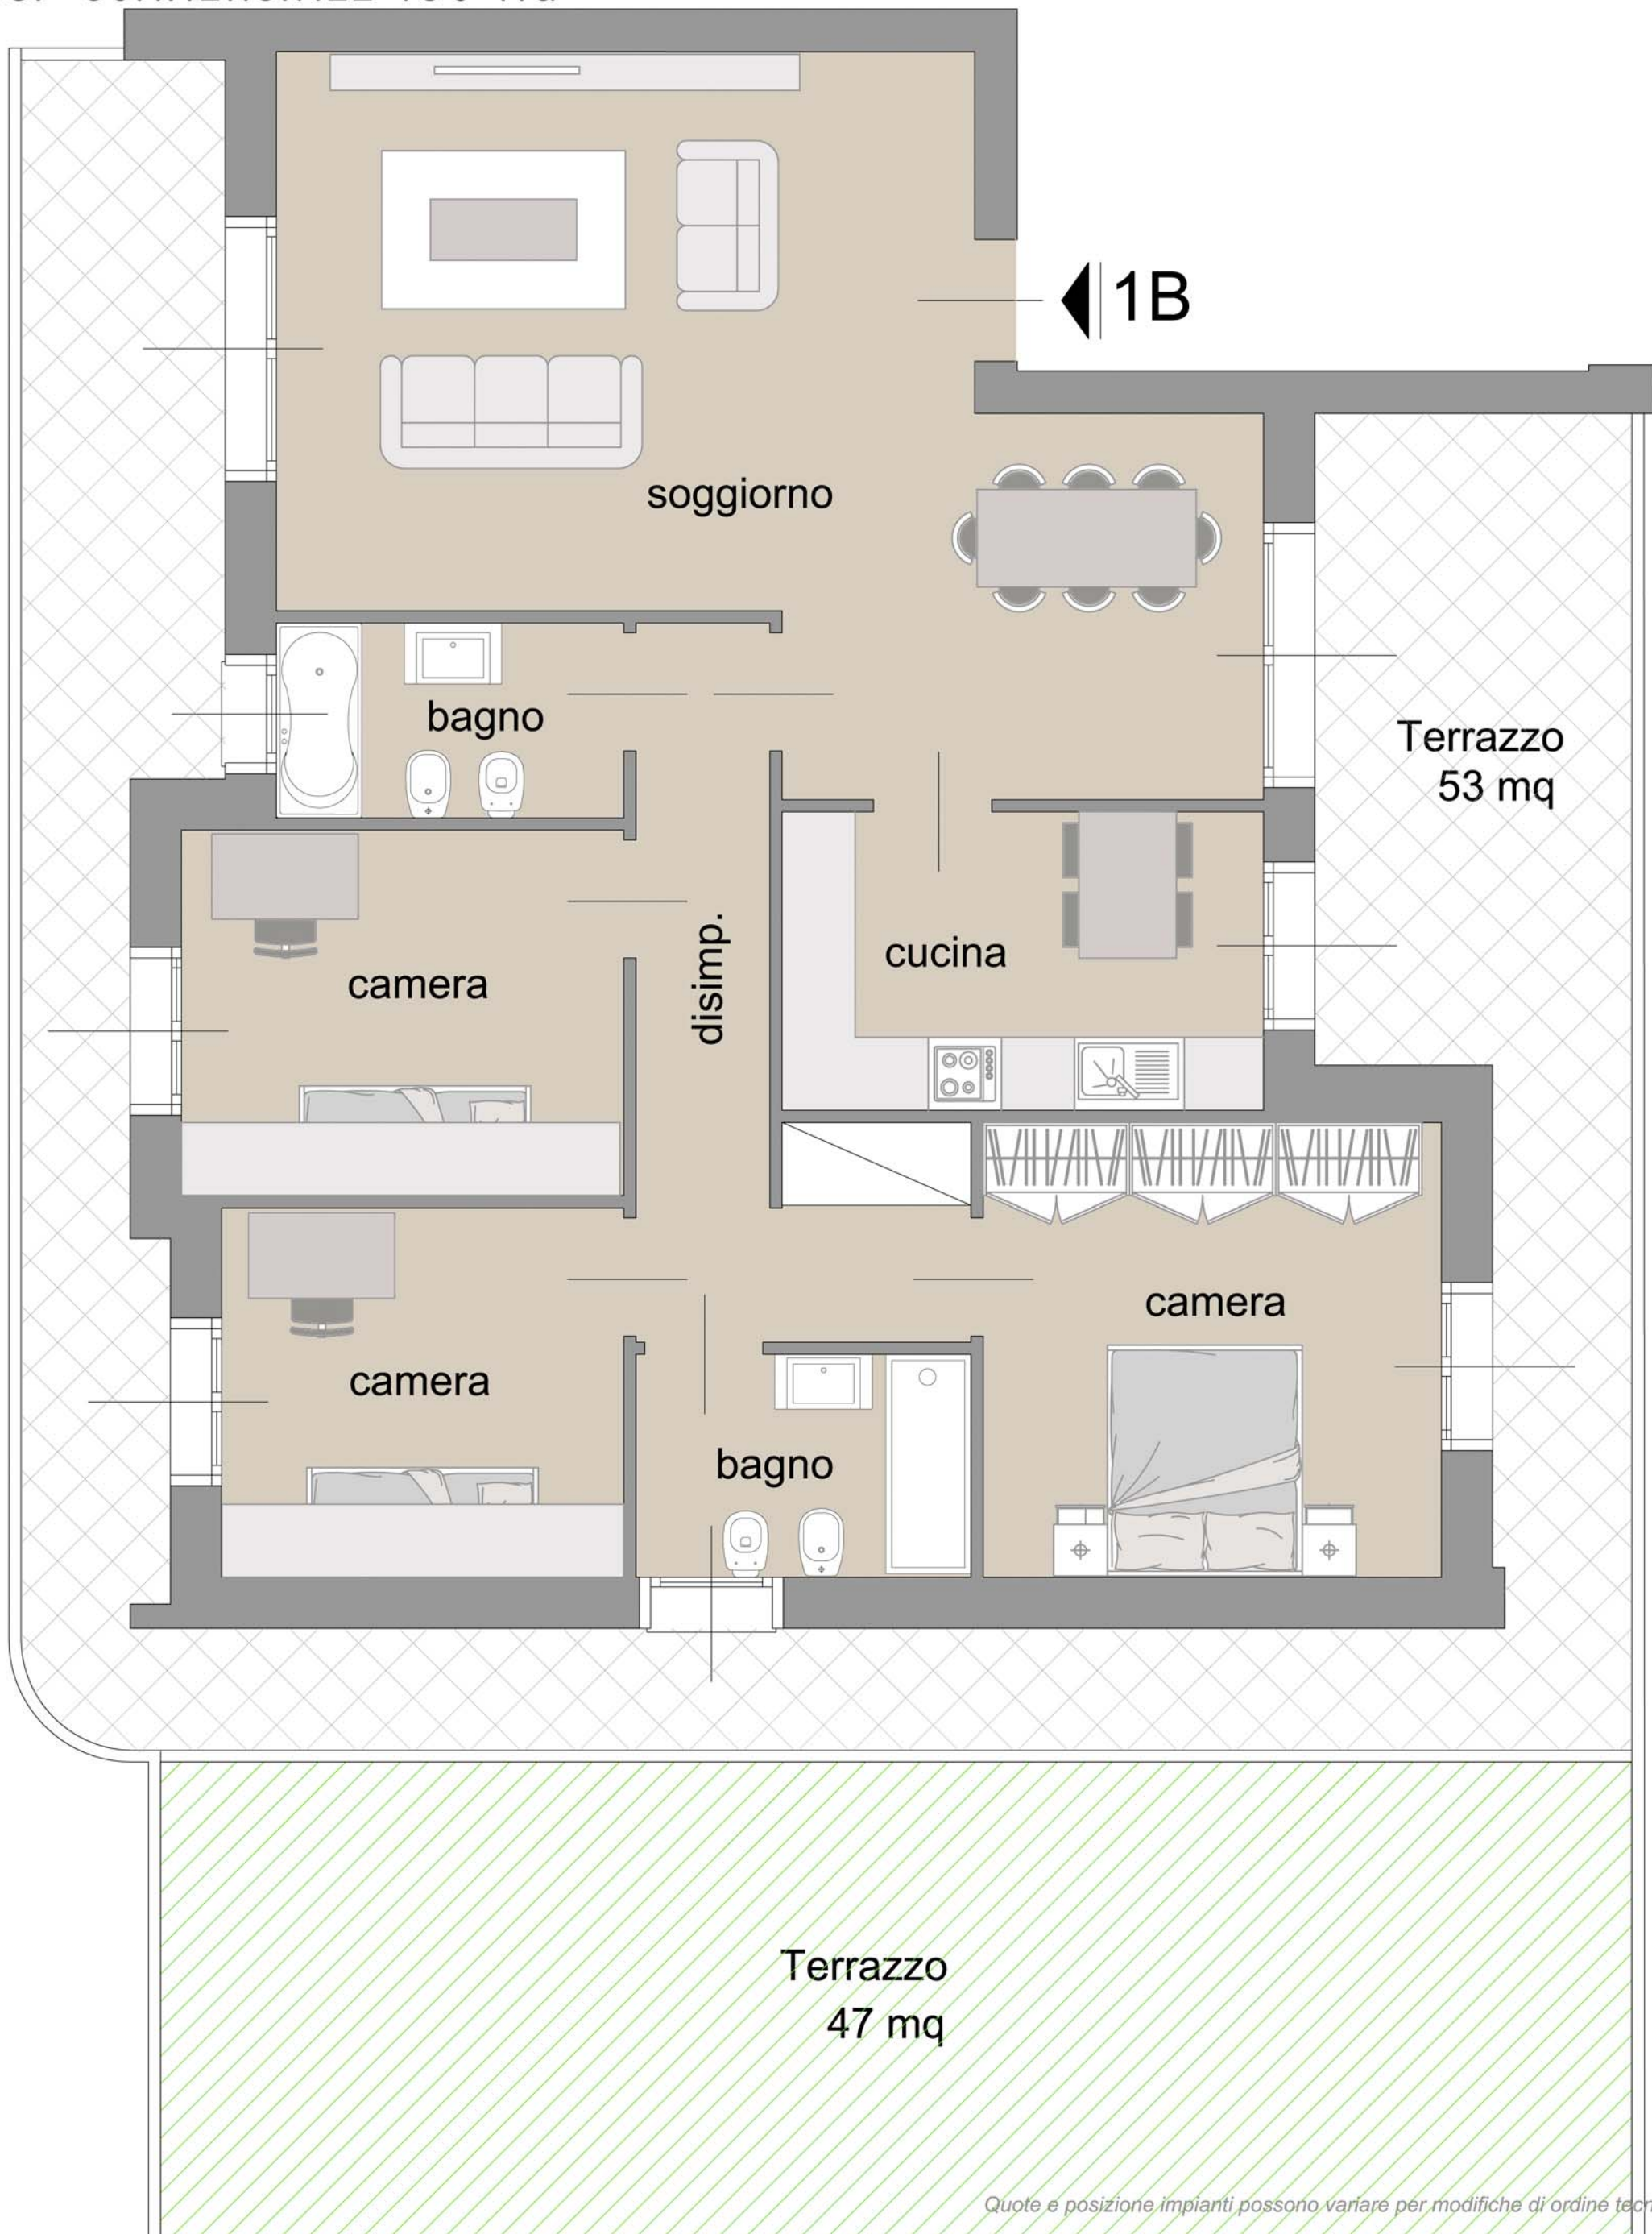 1B
soggiorno
bagno
Terrazzo
53 mq
camera
disimp.
cucina
camera
camera
bagno
Terrazzo
47 mq
Quote e posizione impianti possono variare per modifiche di ordine